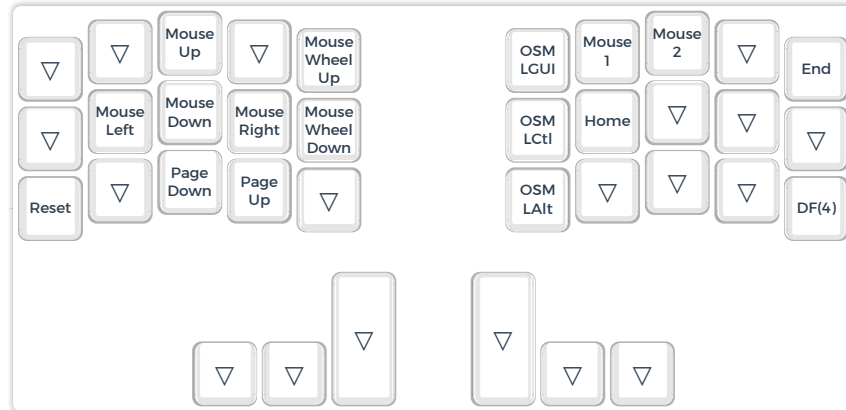 Mouse
Up
Mouse
Wheel
Up
OSM
LGUI
Mouse
1
Mouse
2
End
Mouse
Left
Mouse
Down
Mouse
Right
Mouse
Wheel
Down
OSM
LCtl
Home
Reset
Page
Down
Page
Up
OSM
LAlt
DF(4)